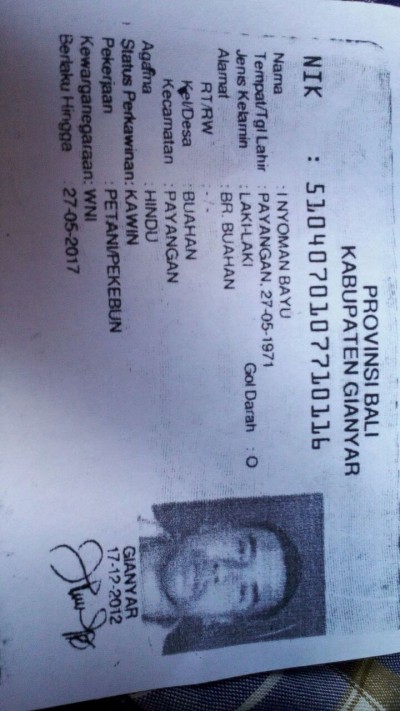 PROVINSI BALI
KABUPATEN GIANYAR
NIK : 5104070107710116
Nama : I NYOMAN BAYU
Tempat/Tgl Lahir : PAYANGAN, 27-05-1971
Jenis Kelamin : LAKI-LAKI Gol Darah : O
Alamat : BR. BUAHAN
RT/RW : - / -
Kel/Desa : BUAHAN
Kecamatan : PAYANGAN
Agama : HINDU
Status Perkawinan: KAWIN
Pekerjaan : PETANI/PEKEBUN
Kewarganegaraan: WNI
Berlaku Hingga : 27-05-2017
GIANYAR
17-12-2012